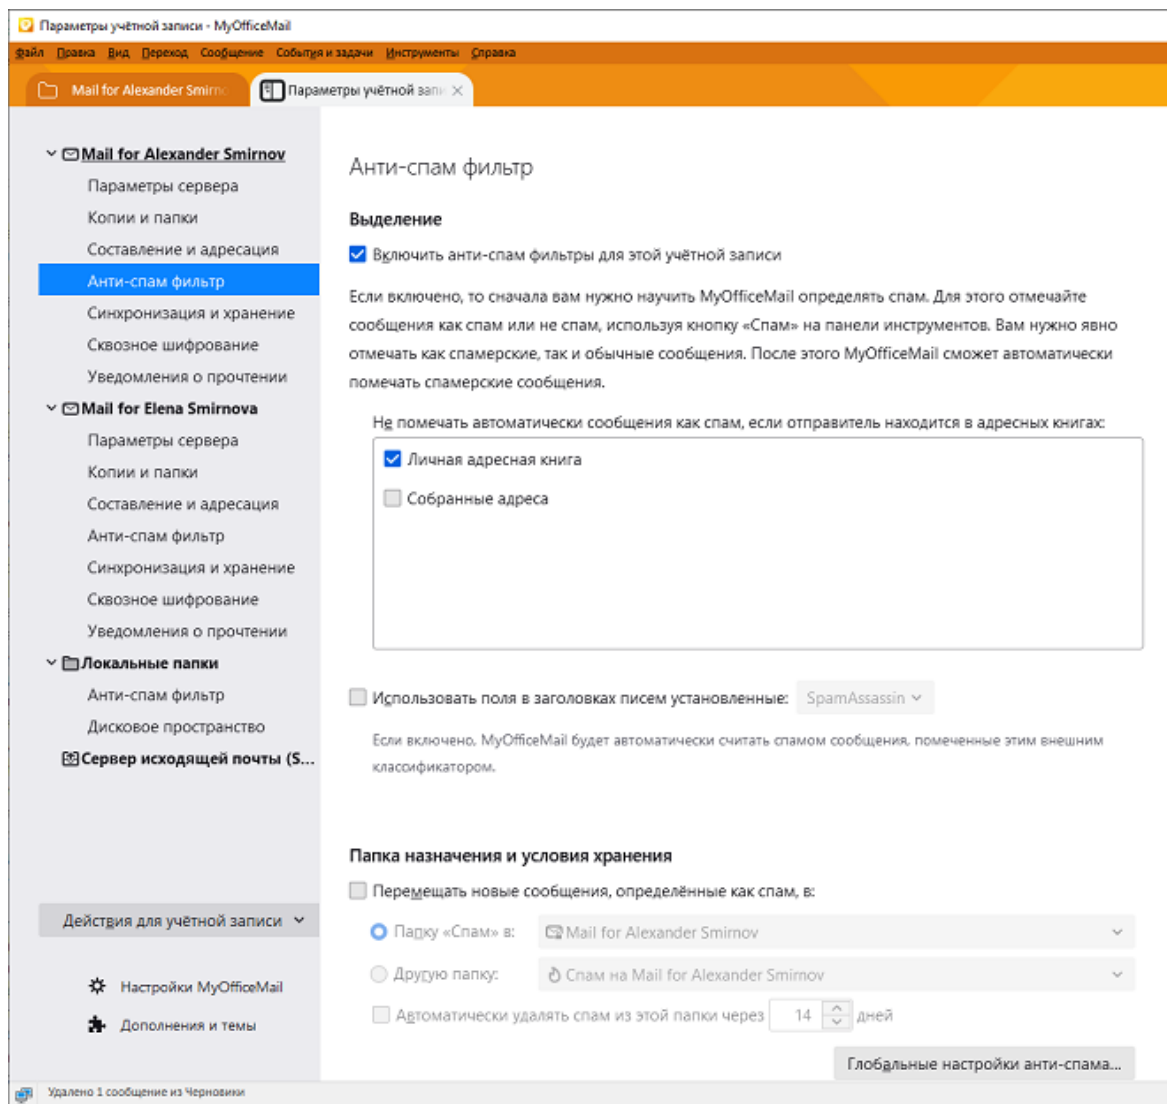 Параметры учётной записи - MyOfficeMail
Файл Правка Вид Переход Сообщение События и задачи Инструменты Справка
Mail for Alexander Smirno
Параметры учётной запи
Mail for Alexander Smirnov
Параметры сервера
Копии и папки
Составление и адресация
Анти-спам фильтр
Синхронизация и хранение
Сквозное шифрование
Уведомления о прочтении
Mail for Elena Smirnova
Параметры сервера
Копии и папки
Составление и адресация
Анти-спам фильтр
Синхронизация и хранение
Сквозное шифрование
Уведомления о прочтении
Локальные папки
Анти-спам фильтр
Дисковое пространство
Сервер исходящей почты (S...
Действия для учётной записи
Настройки MyOfficeMail
Дополнения и темы
Анти-спам фильтр
Выделение
Включить анти-спам фильтры для этой учётной записи
Если включено, то сначала вам нужно научить MyOfficeMail определять спам. Для этого отмечайте
сообщения как спам или не спам, используя кнопку «Спам» на панели инструментов. Вам нужно явно
отмечать как спамерские, так и обычные сообщения. После этого MyOfficeMail сможет автоматически
помечать спамерские сообщения.
Не помечать автоматически сообщения как спам, если отправитель находится в адресных книгах:
Личная адресная книга
Собранные адреса
Использовать поля в заголовках писем установленные: SpamAssassin
Если включено, MyOfficeMail будет автоматически считать спамом сообщения, помеченные этим внешним
классификатором.
Папка назначения и условия хранения
Перемещать новые сообщения, определённые как спам, в:
Папку «Спам» в: Mail for Alexander Smirnov
Другую папку: Спам на Mail for Alexander Smirnov
Автоматически удалять спам из этой папки через 14 дней
Глобальные настройки анти-спама...
Удалено 1 сообщение из Черновики